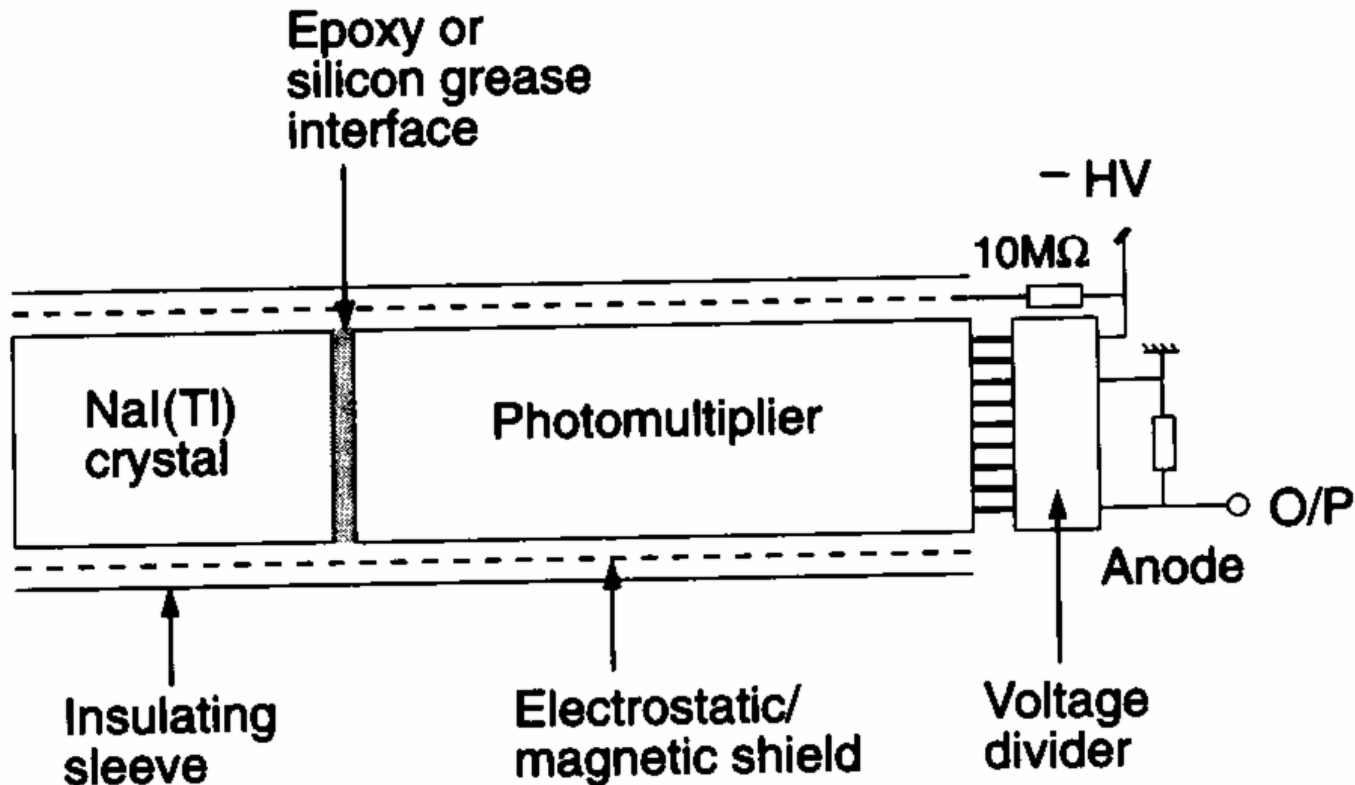 Epoxy or
silicon grease
interface
– HV
10MΩ
NaI(Tl)
crystal
Photomultiplier
O/P
Anode
Insulating
sleeve
Electrostatic/
magnetic shield
Voltage
divider